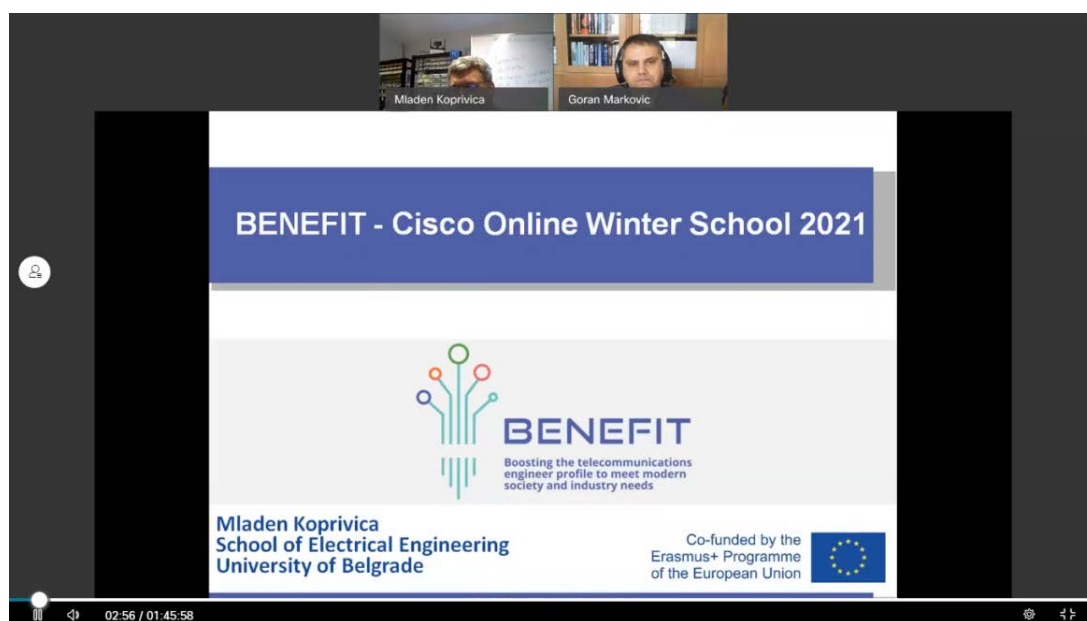 Mladen Koprivica
Goran Markovic
BENEFIT - Cisco Online Winter School 2021
BENEFIT
Boosting the telecommunications
engineer profile to meet modern
society and industry needs
Mladen Koprivica
School of Electrical Engineering
University of Belgrade
Co-funded by the
Erasmus+ Programme
of the European Union
02:56 / 01:45:58